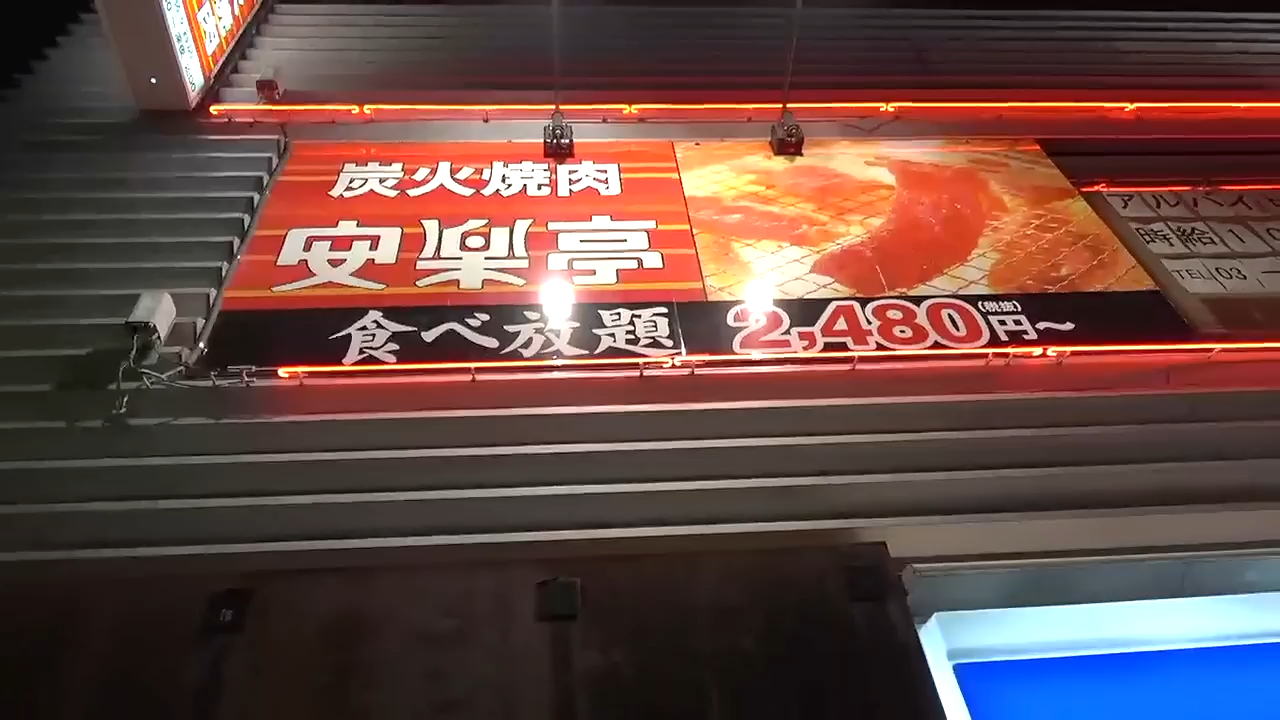 炭火焼肉
安楽亭
食べ放題 2,480円(税抜)～
アルバイ
時給1
TEL 03 -